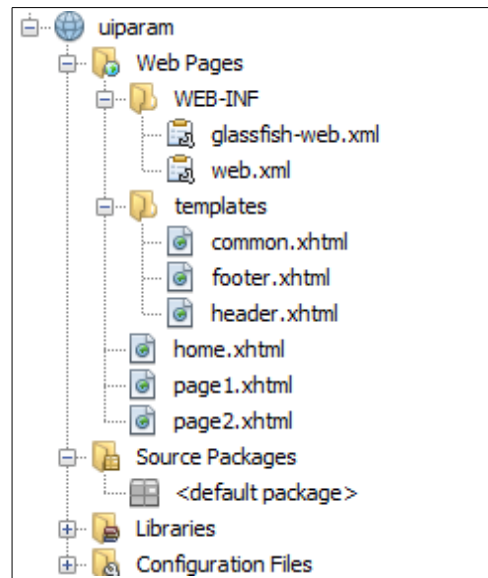 uiparam
Web Pages
WEB-INF
glassfish-web.xml
web.xml
templates
common.xhtml
footer.xhtml
header.xhtml
home.xhtml
page1.xhtml
page2.xhtml
Source Packages
<default package>
Libraries
Configuration Files